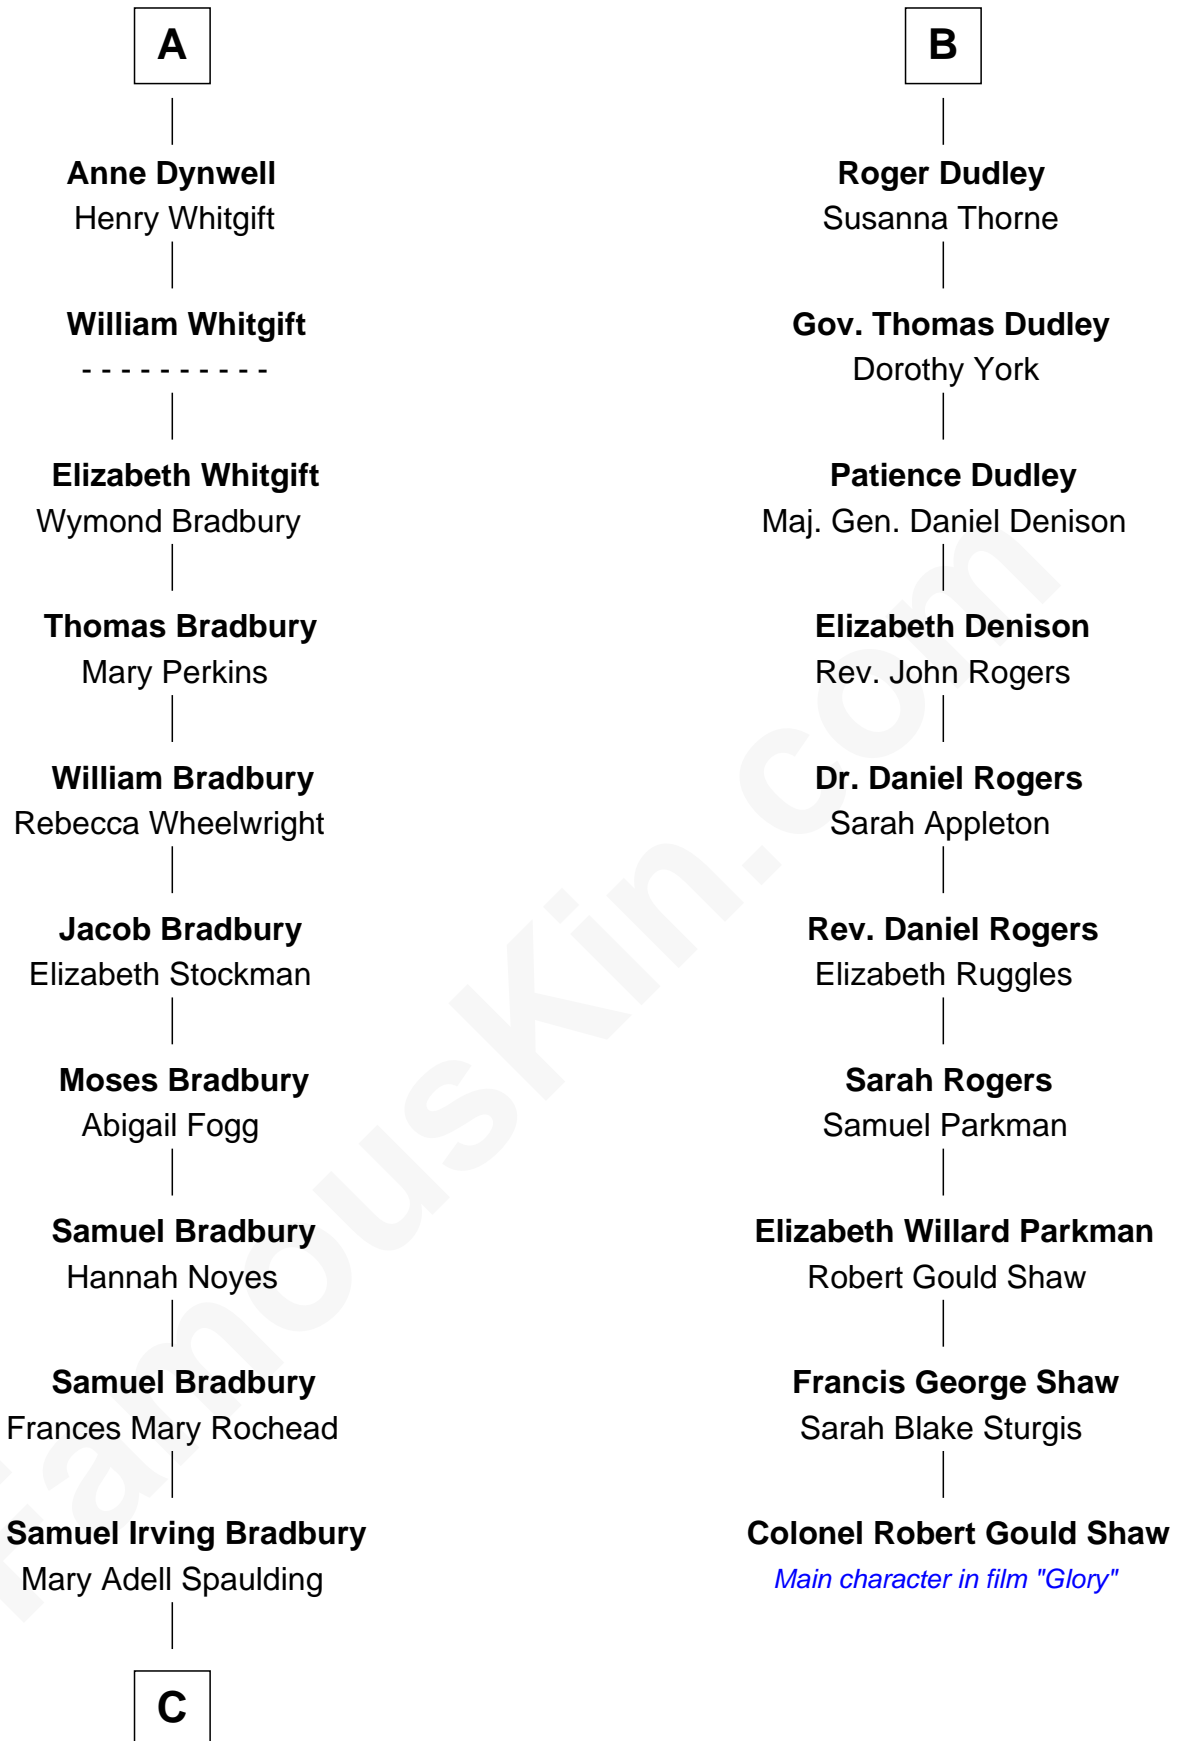 A
Anne Dynwell
Henry Whitgift
William Whitgift
- - - - - - - - - -
Elizabeth Whitgift
Wymond Bradbury
Thomas Bradbury
Mary Perkins
William Bradbury
Rebecca Wheelwright
Jacob Bradbury
Elizabeth Stockman
Moses Bradbury
Abigail Fogg
Samuel Bradbury
Hannah Noyes
Samuel Bradbury
Frances Mary Rochead
Samuel Irving Bradbury
Mary Adell Spaulding
C
B
Roger Dudley
Susanna Thorne
Gov. Thomas Dudley
Dorothy York
Patience Dudley
Maj. Gen. Daniel Denison
Elizabeth Denison
Rev. John Rogers
Dr. Daniel Rogers
Sarah Appleton
Rev. Daniel Rogers
Elizabeth Ruggles
Sarah Rogers
Samuel Parkman
Elizabeth Willard Parkman
Robert Gould Shaw
Francis George Shaw
Sarah Blake Sturgis
Colonel Robert Gould Shaw
Main character in film "Glory"
FamousKin.com